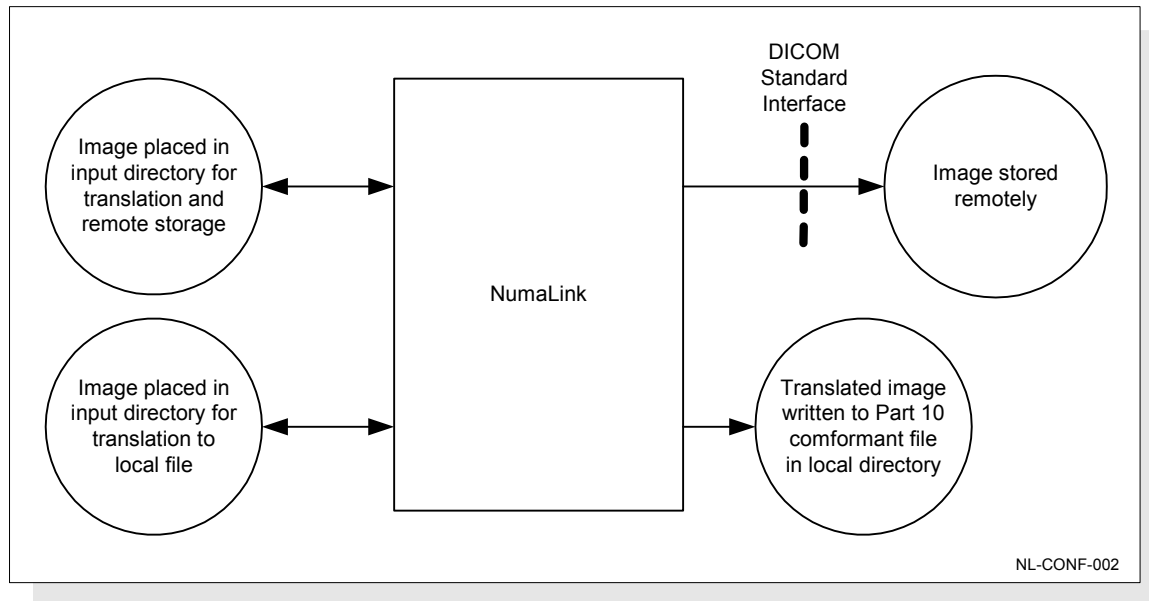 DICOM
Standard
Interface
Image placed in
input directory for
translation and
remote storage
Image stored
remotely
NumaLink
Image placed in
input directory for
translation to
local file
Translated image
written to Part 10
comformant file
in local directory
NL-CONF-002